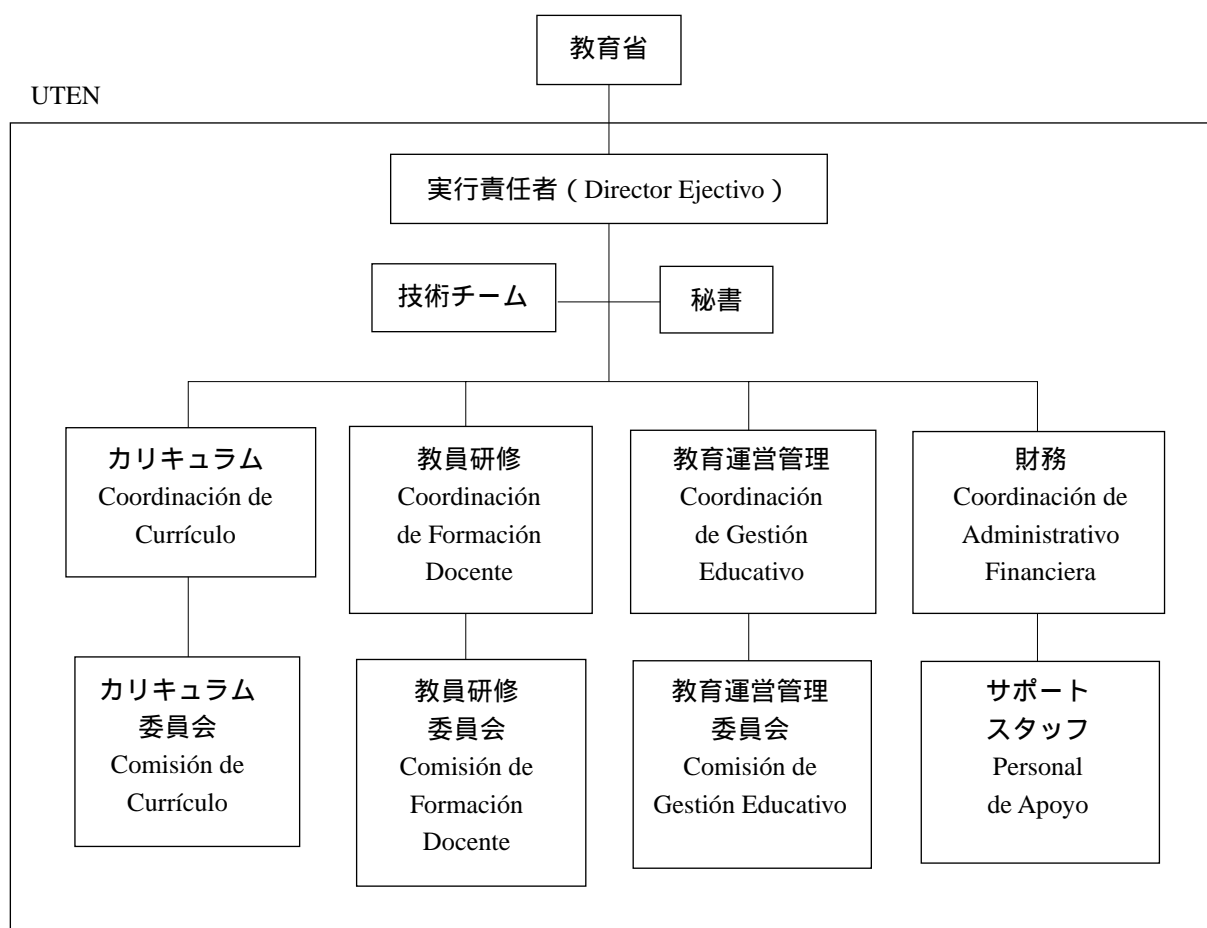 教育省
UTEN
実行責任者（Director Ejectivo）
技術チーム
秘書
カリキュラム
Coordinación de
Currículo
教員研修
Coordinación
de Formación
Docente
教育運営管理
Coordinación
de Gestión
Educativo
財務
Coordinación de
Administrativo
Financiera
カリキュラム
委員会
Comisión de
Currículo
教員研修
委員会
Comisión de
Formación
Docente
教育運営管理
委員会
Comisión de
Gestión Educativo
サポート
スタッフ
Personal
de Apoyo